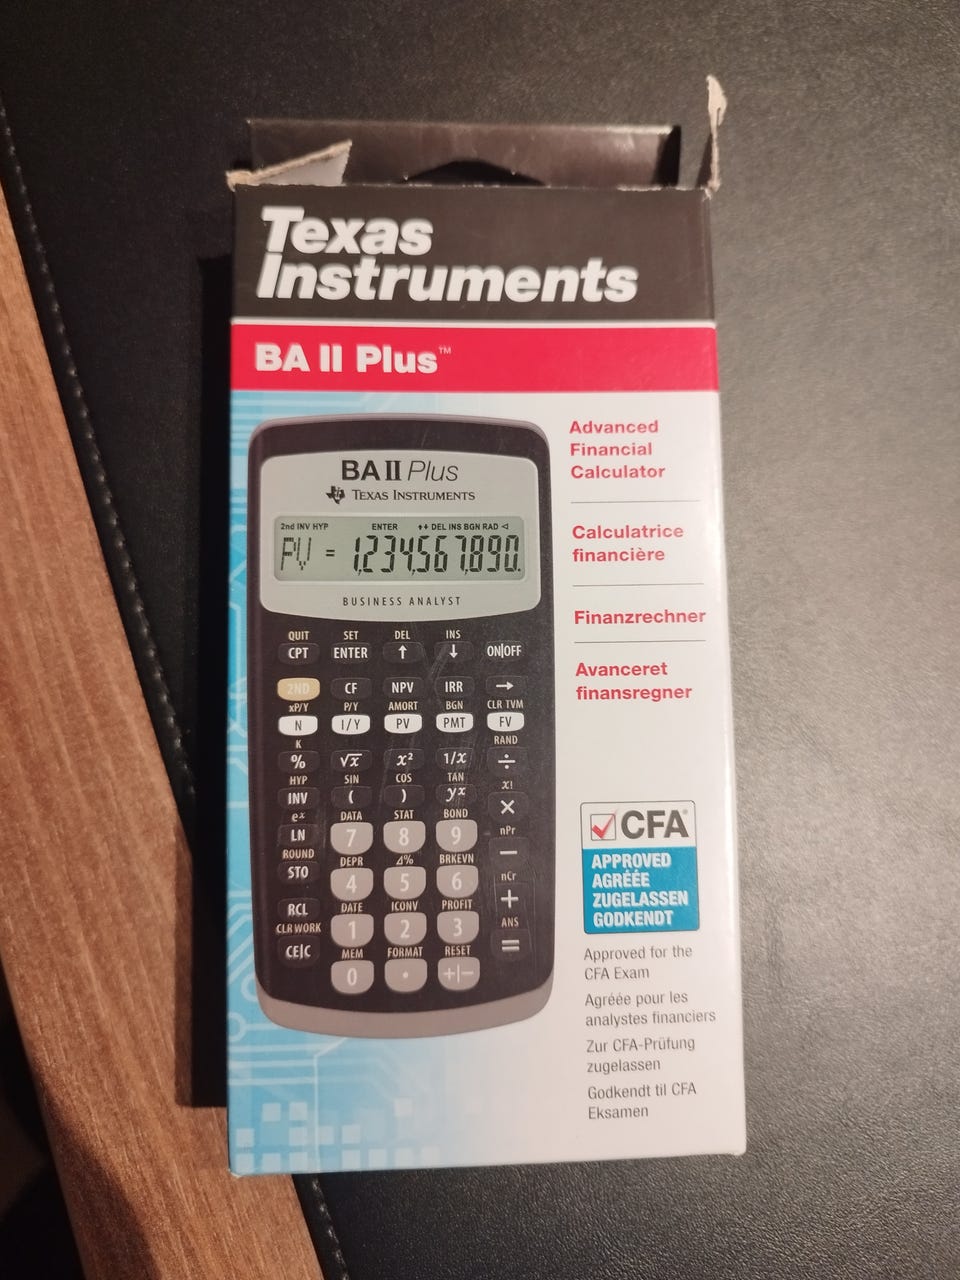 Texas
Instruments
BA II Plus™
Advanced
Financial
Calculator
Calculatrice
financière
Finanzrechner
Avanceret
finansregner
BA II Plus
TEXAS INSTRUMENTS
2nd INV HYP ENTER ↑↓ DEL INS BGN RAD ◁
PV = 1,234,567,890.
BUSINESS ANALYST
QUIT SET DEL INS
CPT ENTER ↑ ↓ ON|OFF
2ND CF NPV IRR →
xP/Y P/Y AMORT BGN CLR TVM
N I/Y PV PMT FV
K RAND
% √x x² 1/x ÷
HYP SIN COS TAN x!
INV ( ) yˣ ×
eˣ DATA STAT BOND nPr
LN 7 8 9 −
ROUND DEPR Δ% BRKEVN nCr
STO 4 5 6 +
DATE ICONV PROFIT ANS
RCL 1 2 3 =
CLR WORK MEM FORMAT RESET
CE|C 0 . +|−
CFA®
APPROVED
AGRÉÉE
ZUGELASSEN
GODKENDT
Approved for the
CFA Exam
Agréée pour les
analystes financiers
Zur CFA-Prüfung
zugelassen
Godkendt til CFA
Eksamen